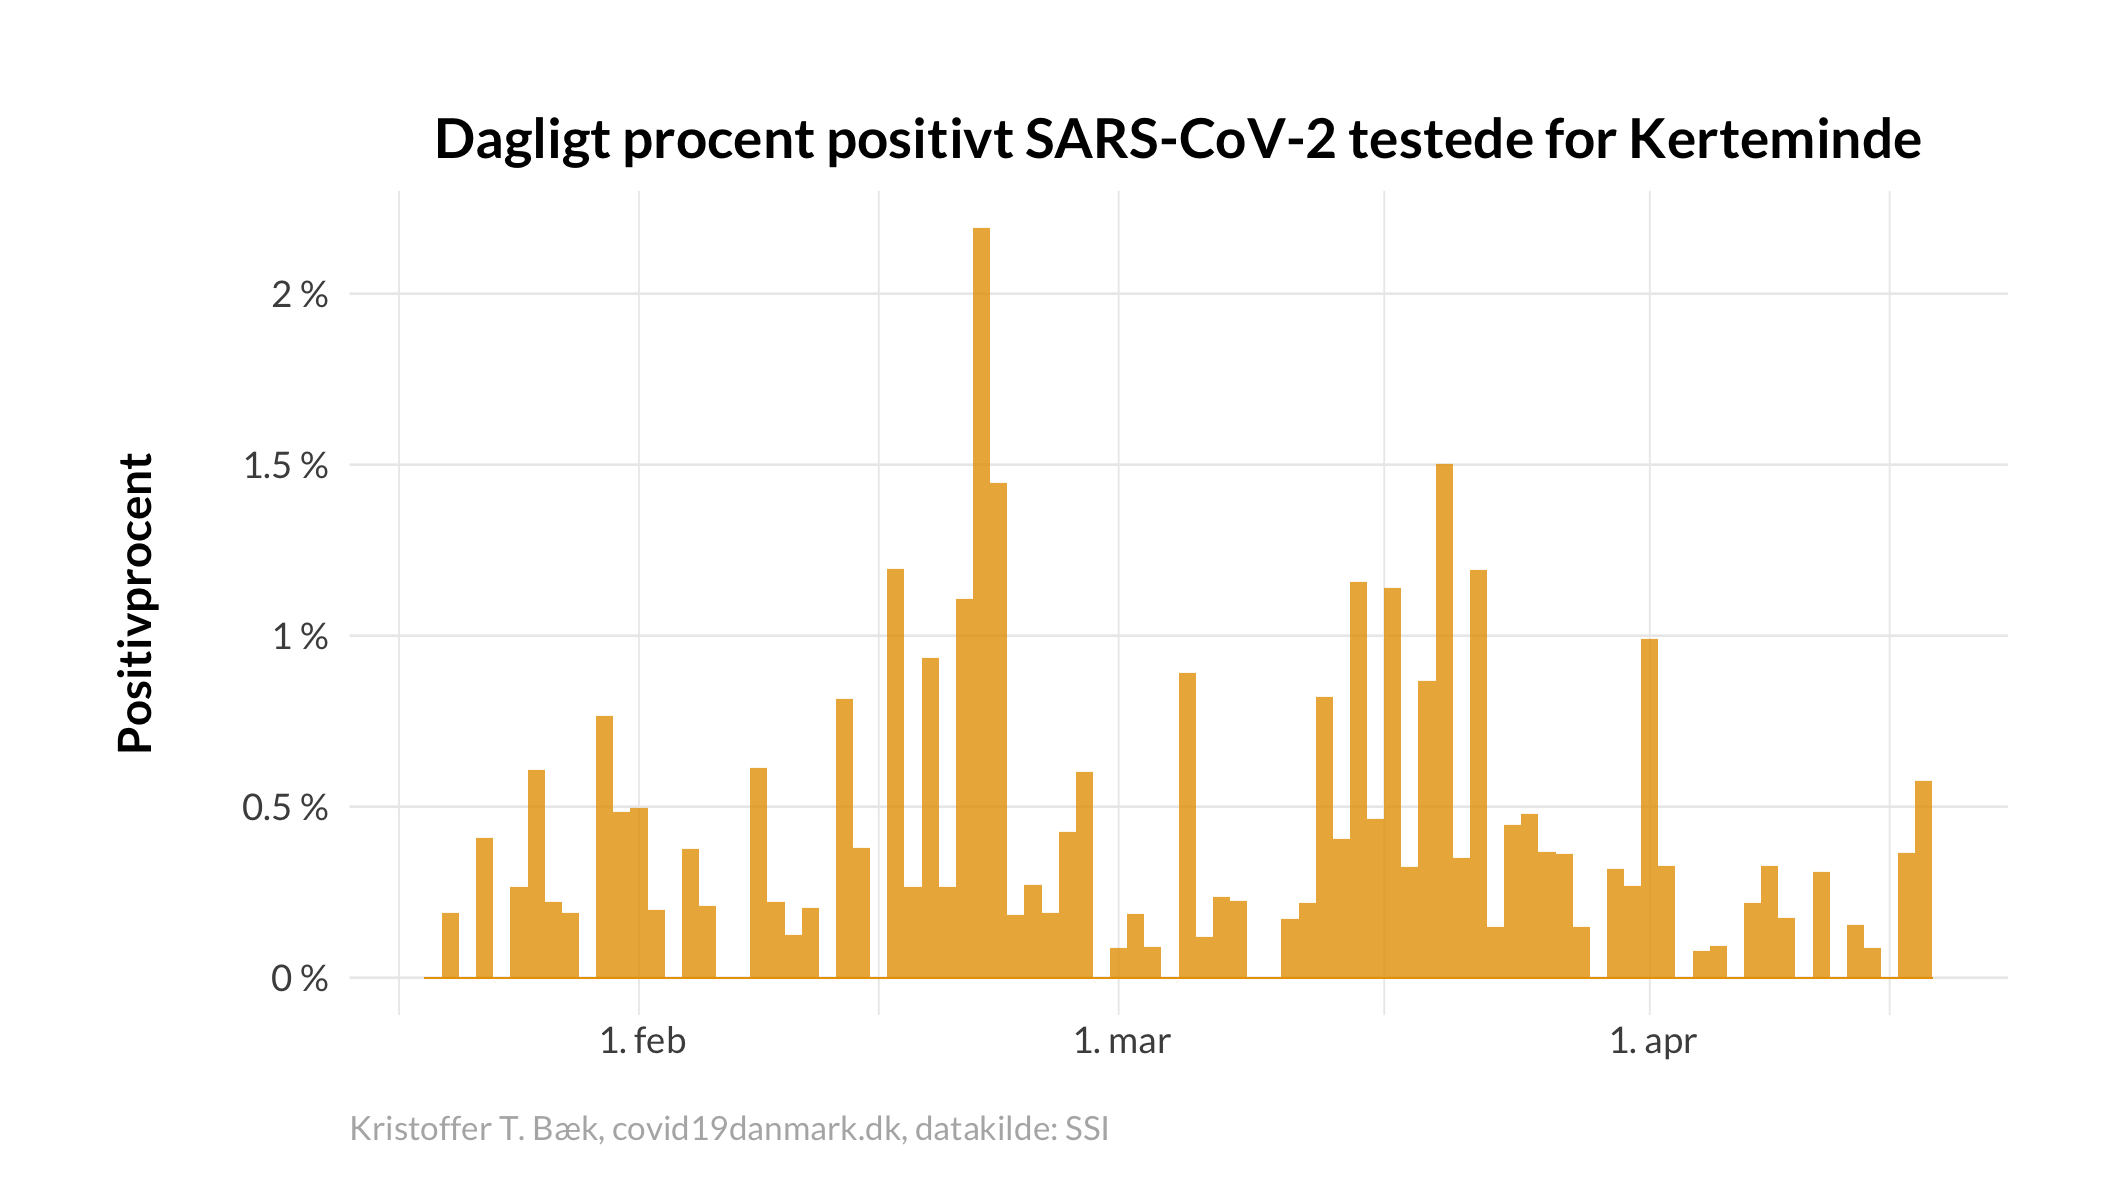 Dagligt procent positivt SARS-CoV-2 testede for Kerteminde
Positivprocent
2 %
1.5 %
1 %
0.5 %
0 %
1. feb
1. mar
1. apr
Kristoffer T. Bæk, covid19danmark.dk, datakilde: SSI